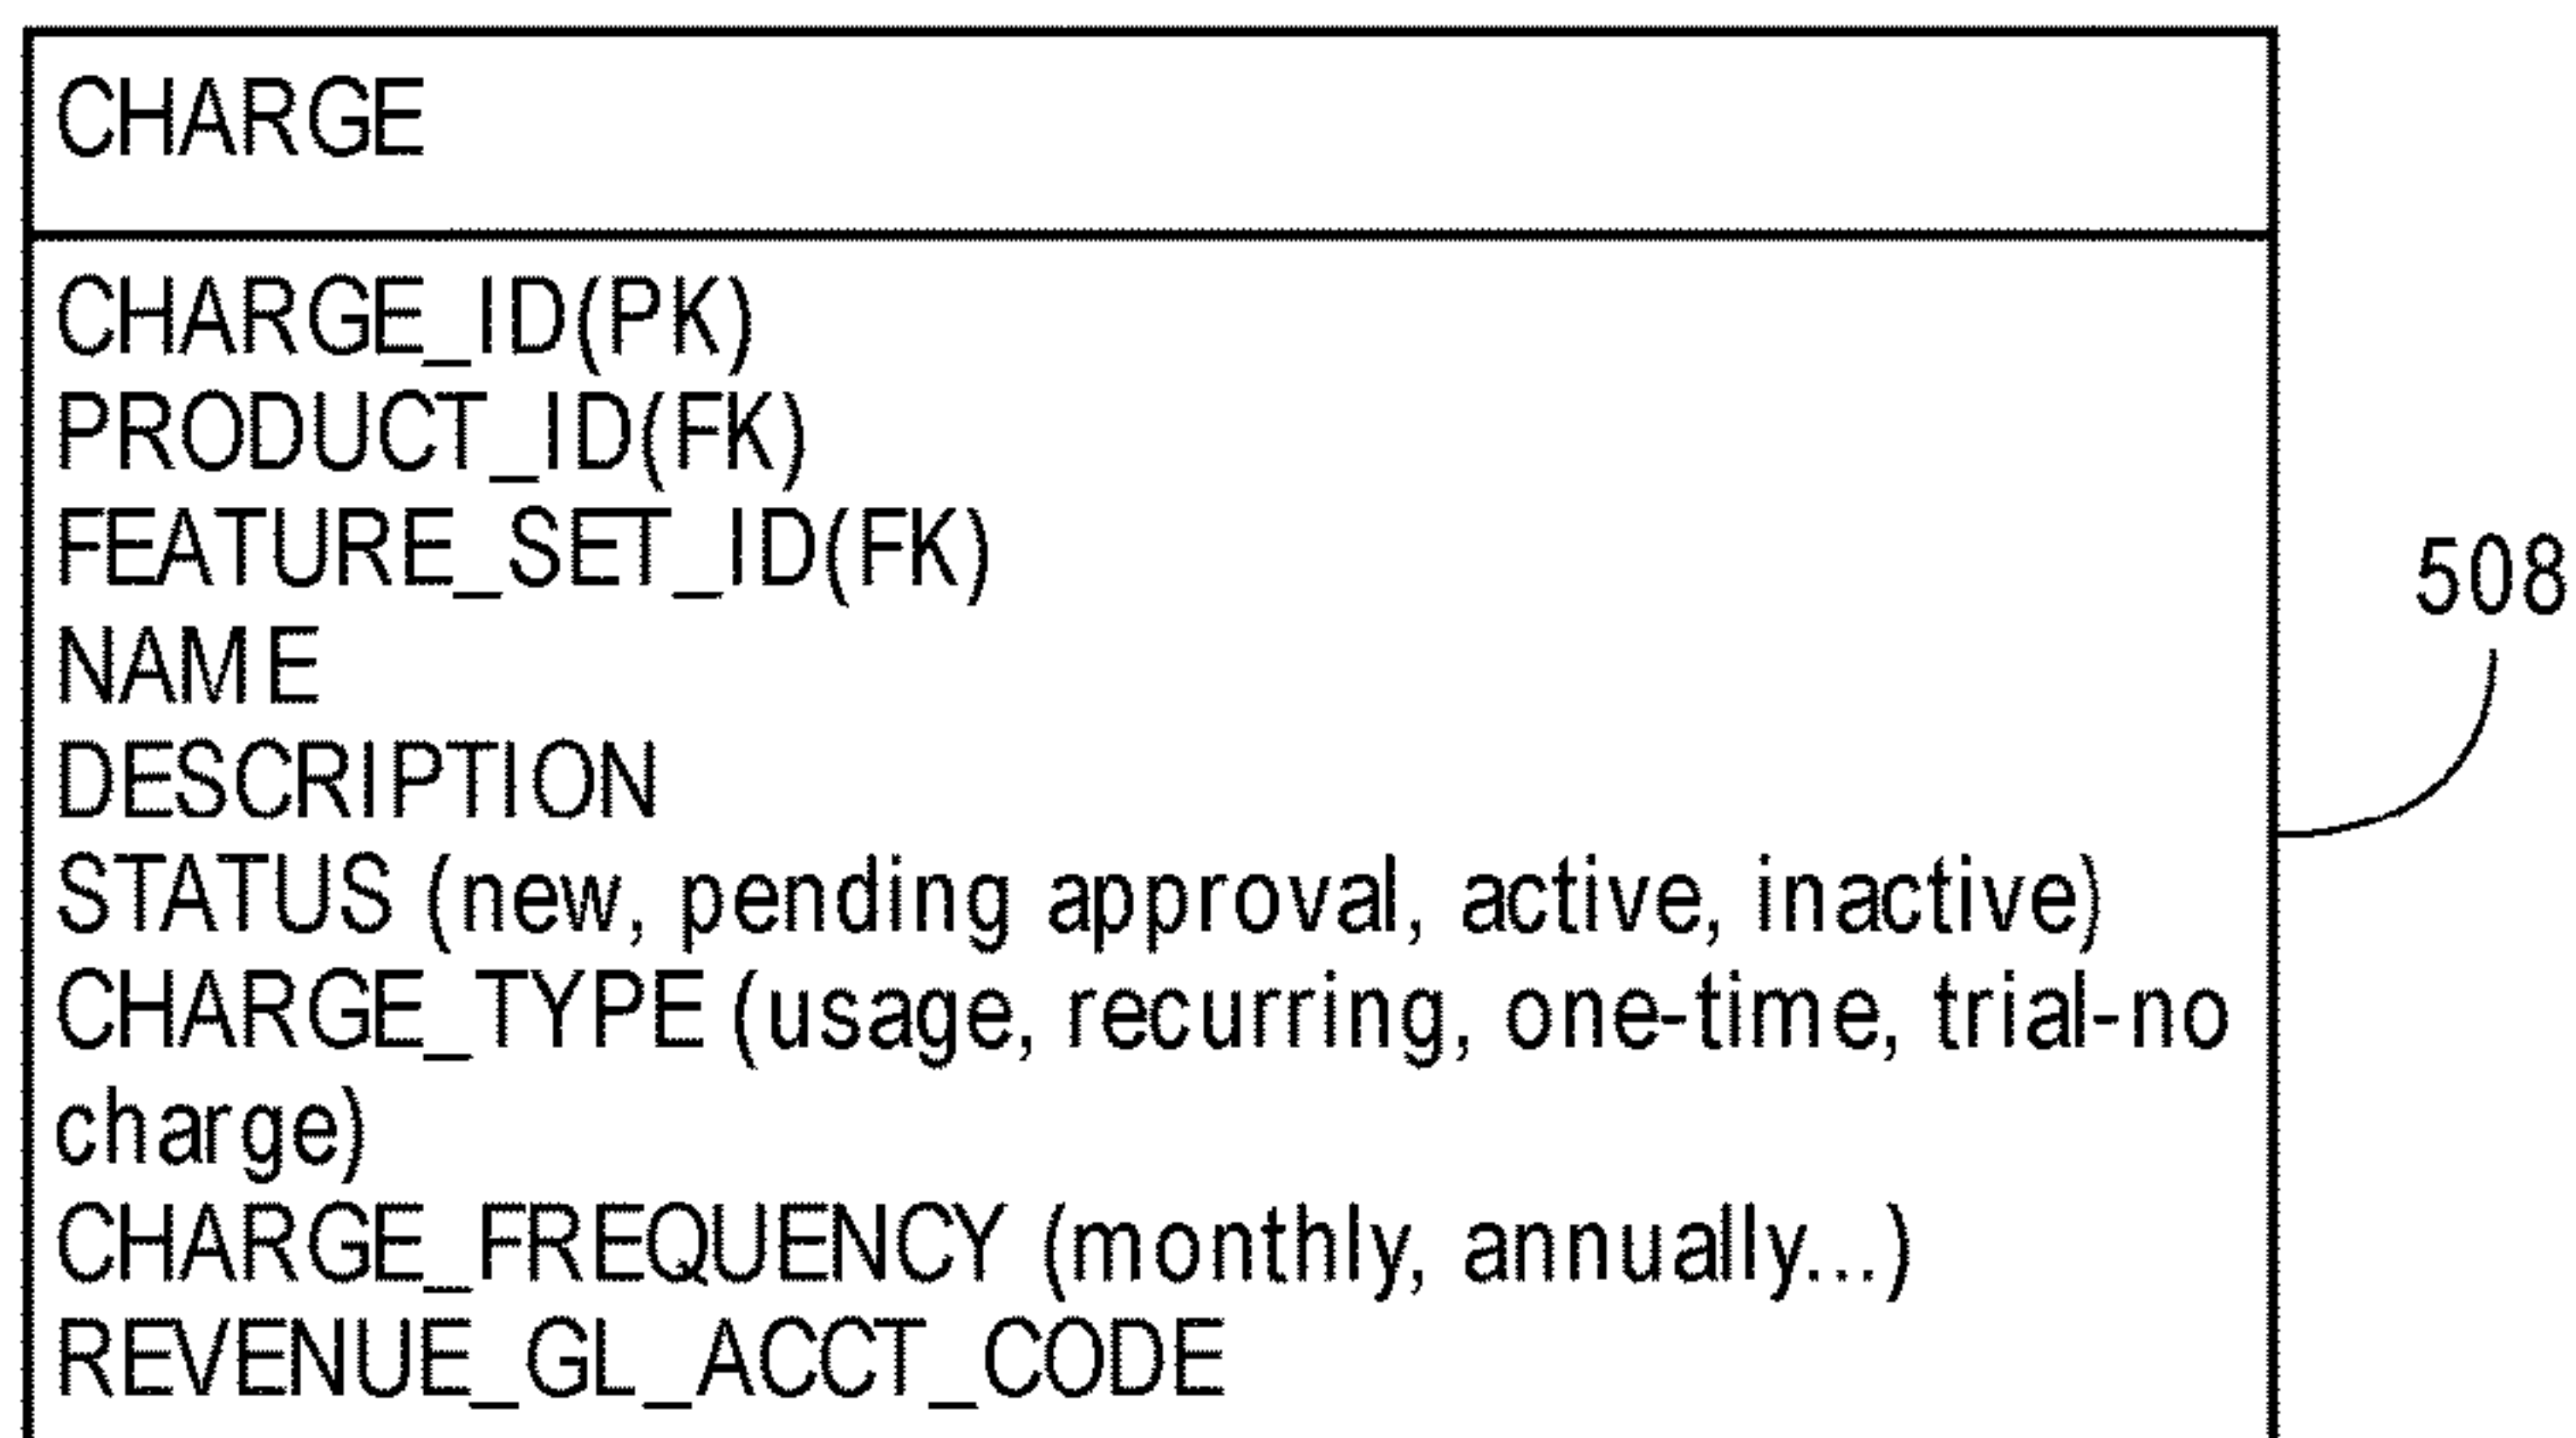 CHARGE
CHARGE_ID(PK)
PRODUCT_ID(FK)
FEATURE_SET_ID(FK)
508
NAME
DESCRIPTION
STATUS (new, pending approval, active, inactive)
CHARGE_TYPE (usage, recurring, one-time, trial-no
charge)
CHARGE_FREQUENCY (monthly, annually...)
REVENUE_GL_ACCT_CODE